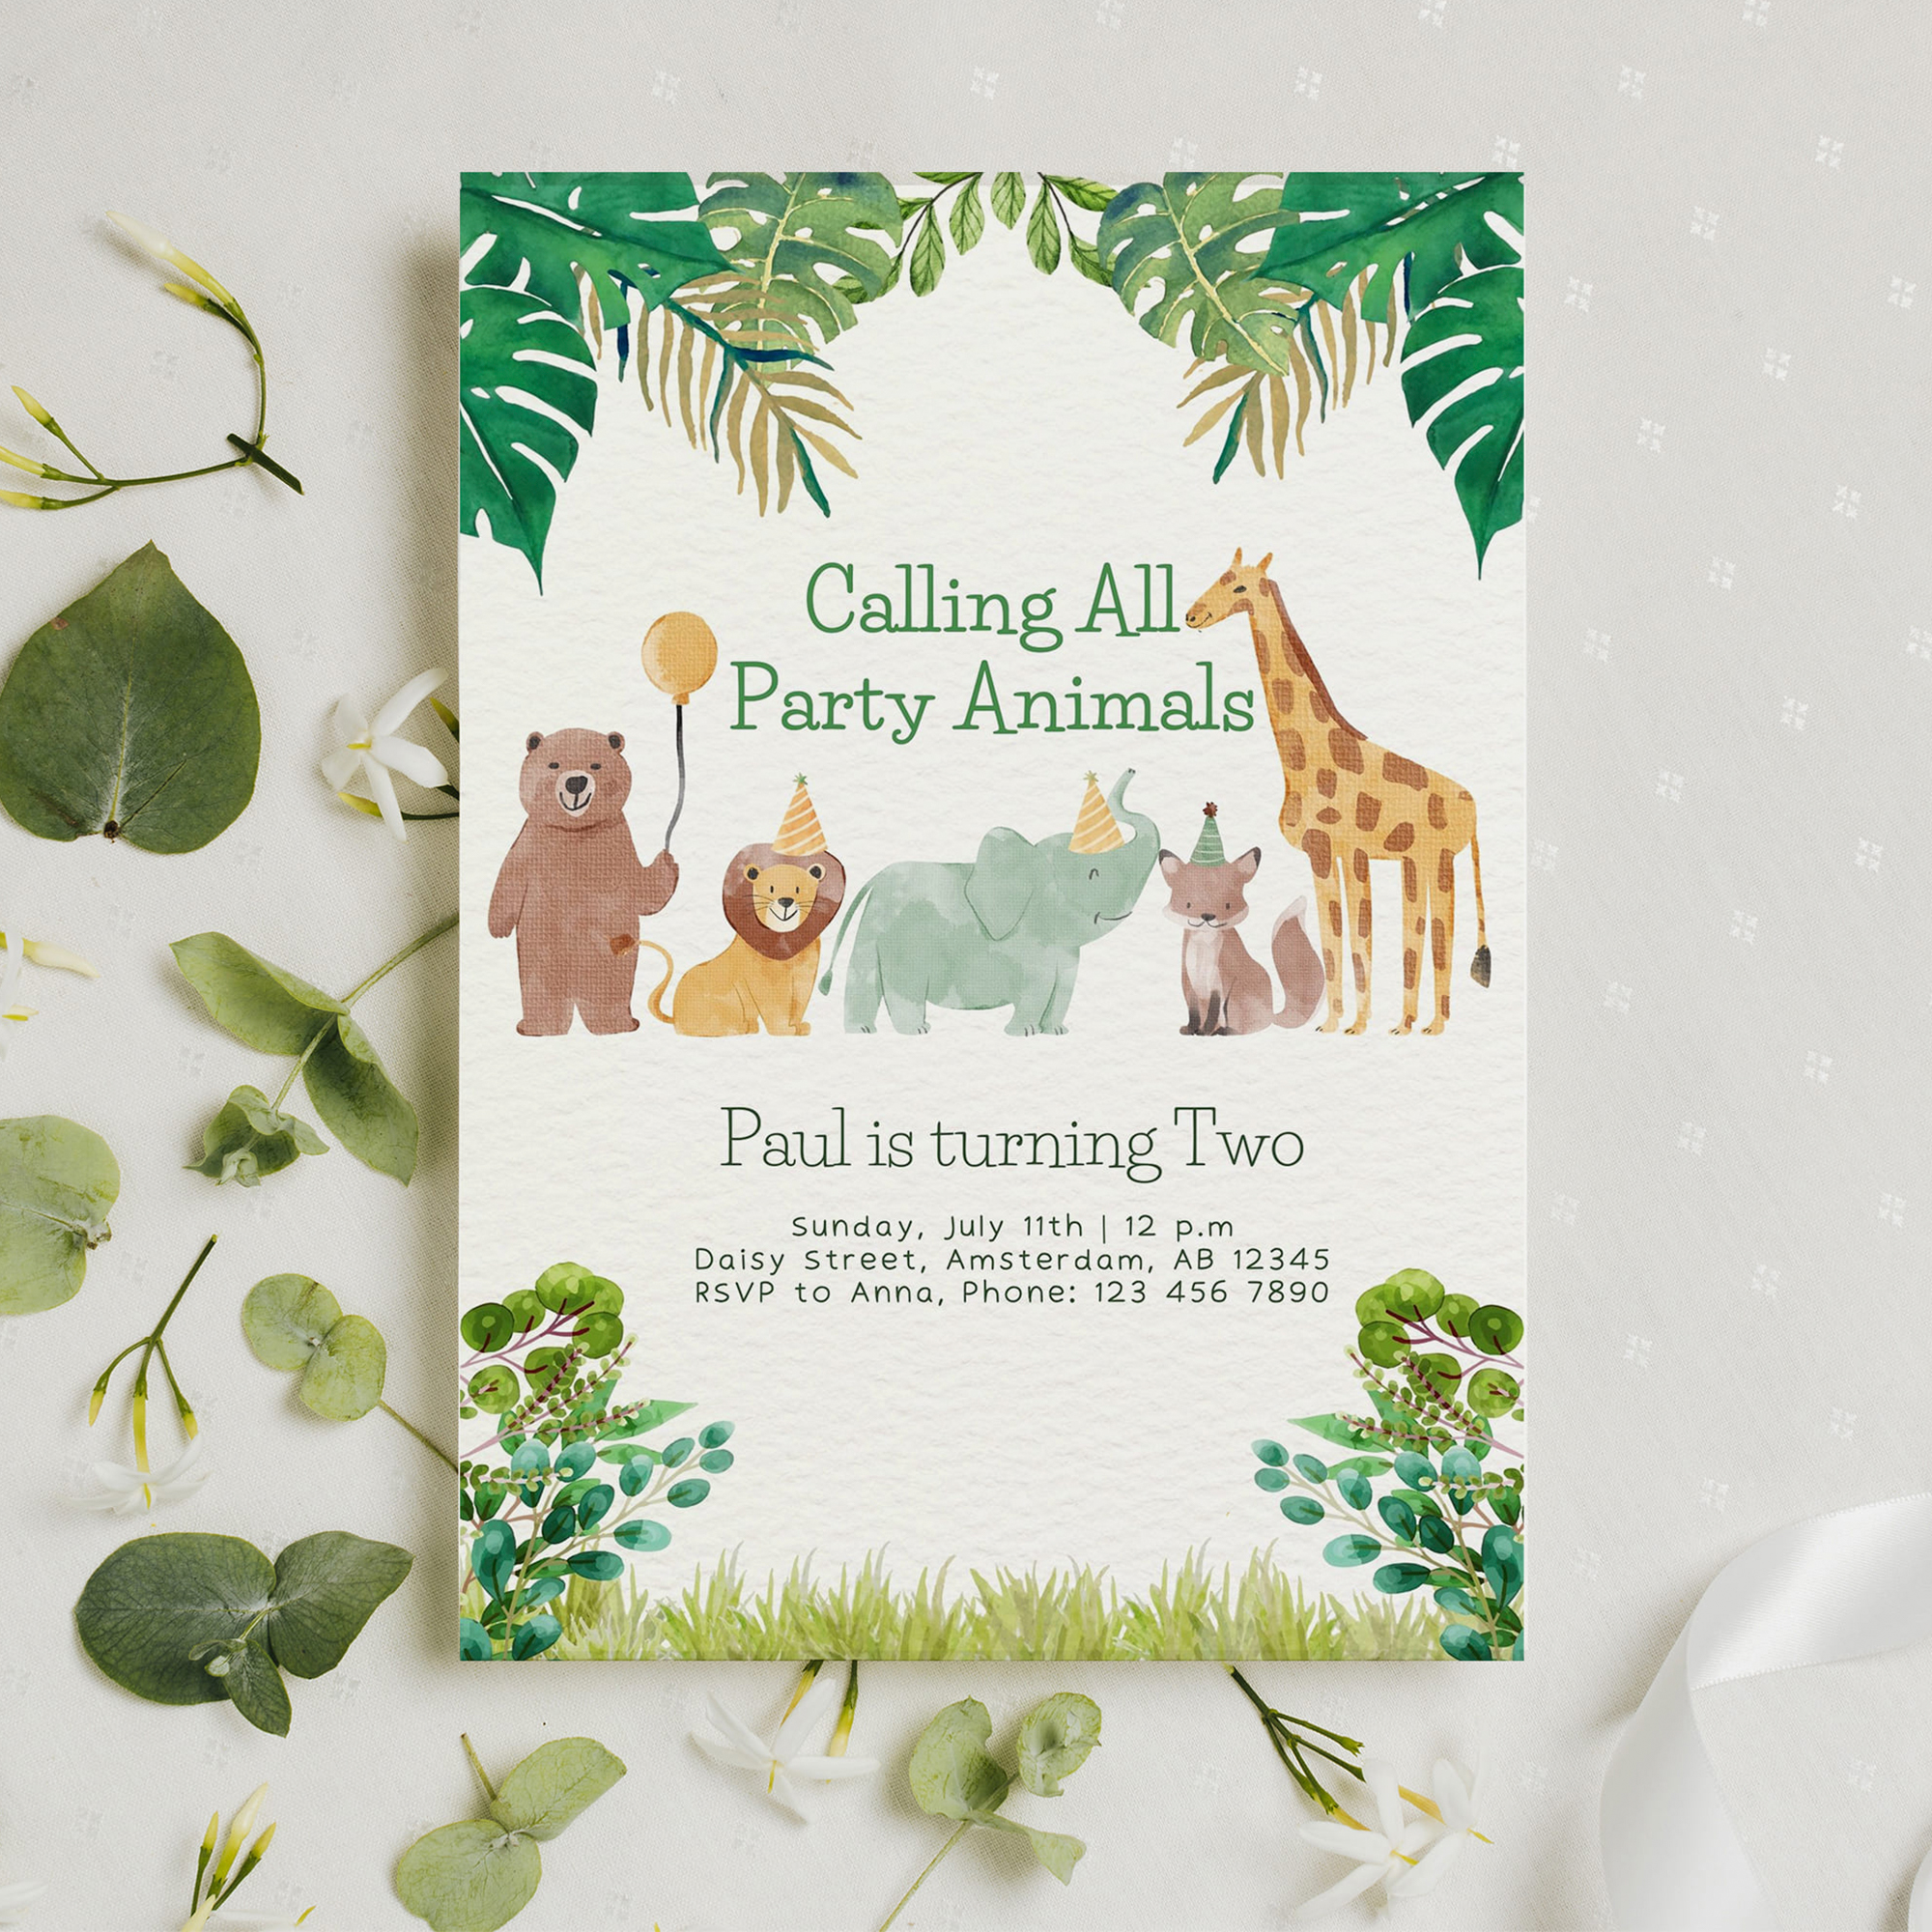 Calling All
Party Animals
Paul is turning Two
Sunday, July 11th | 12 p.m
Daisy Street, Amsterdam, AB 12345
RSVP to Anna, Phone: 123 456 7890